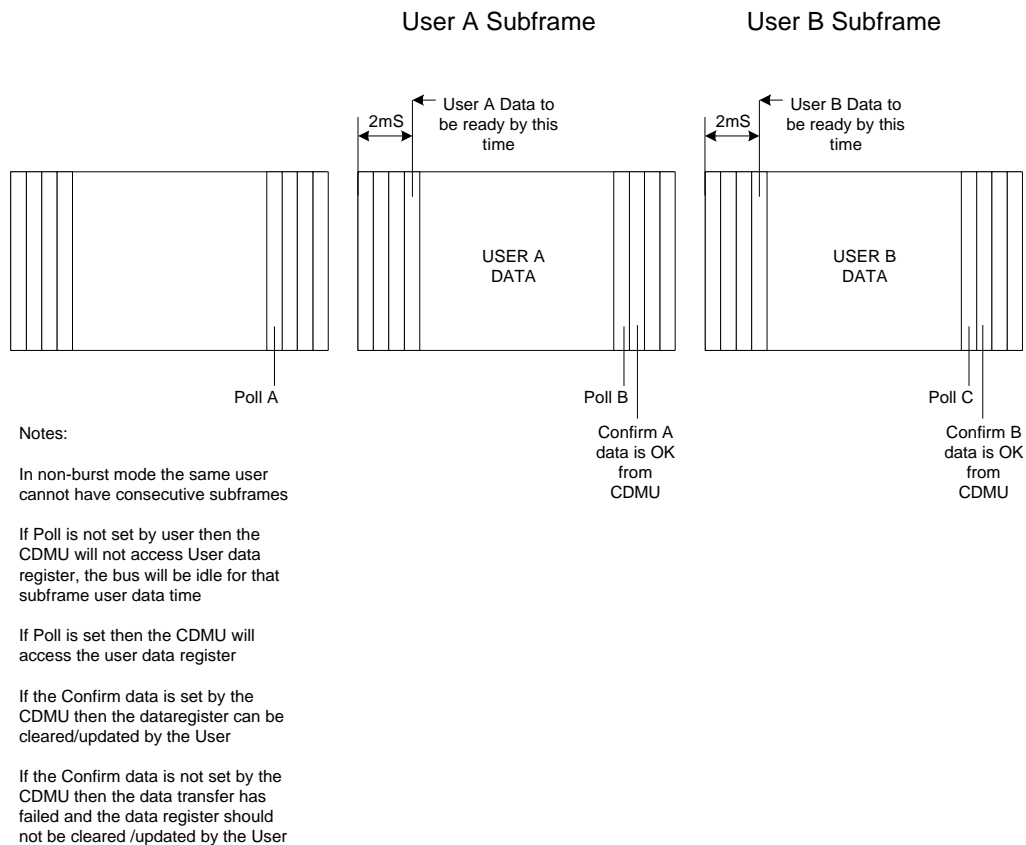 User A Subframe
User B Subframe
2mS
User A Data to
be ready by this
time
2mS
User B Data to
be ready by this
time
USER A
DATA
USER B
DATA
Poll A
Poll B
Confirm A
data is OK
from
CDMU
Poll C
Confirm B
data is OK
from
CDMU
Notes:
In non-burst mode the same user
cannot have consecutive subframes
If Poll is not set by user then the
CDMU will not access User data
register, the bus will be idle for that
subframe user data time
If Poll is set then the CDMU will
access the user data register
If the Confirm data is set by the
CDMU then the dataregister can be
cleared/updated by the User
If the Confirm data is not set by the
CDMU then the data transfer has
failed and the data register should
not be cleared /updated by the User